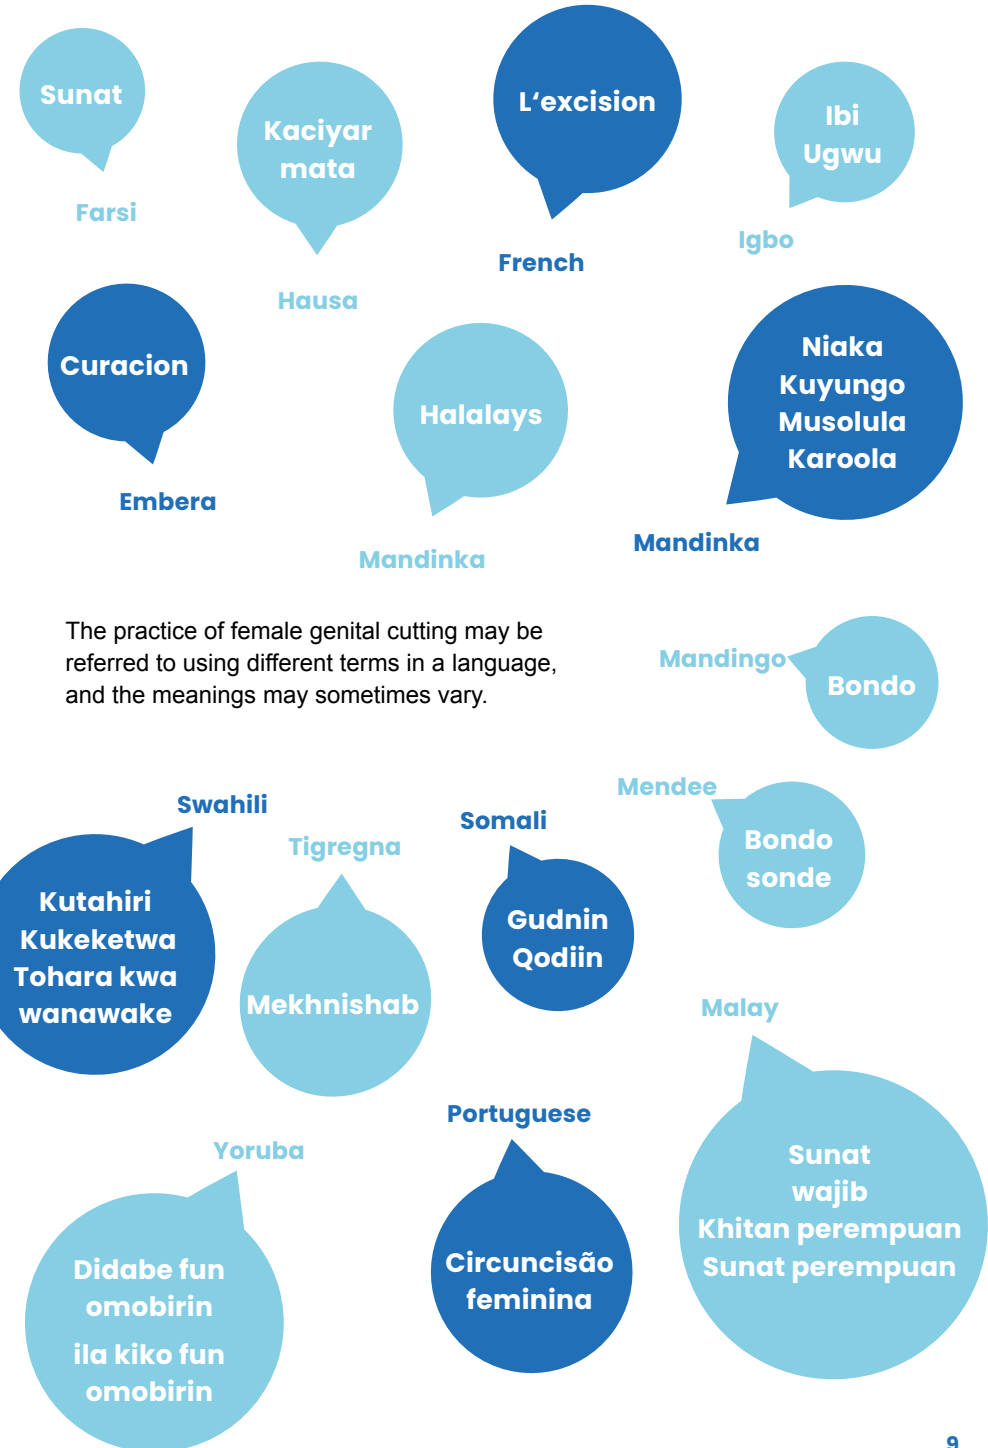 Sunat
Farsi
Kaciyar
mata
Hausa
L‘excision
French
Ibi
Ugwu
Igbo
Curacion
Embera
Halalays
Mandinka
Niaka
Kuyungo
Musolula
Karoola
Mandinka
The practice of female genital cutting may be
referred to using different terms in a language,
and the meanings may sometimes vary.
Mandingo
Bondo
Mendee
Bondo
sonde
Swahili
Kutahiri
Kukeketwa
Tohara kwa
wanawake
Tigregna
Mekhnishab
Somali
Gudnin
Qodiin
Malay
Sunat
wajib
Khitan perempuan
Sunat perempuan
Yoruba
Didabe fun
omobirin
ila kiko fun
omobirin
Portuguese
Circuncisão
feminina
9